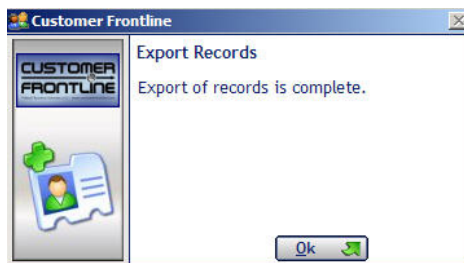 Customer Frontline
CUSTOMER
FRONTLINE
Export Records
Export of records is complete.
Ok